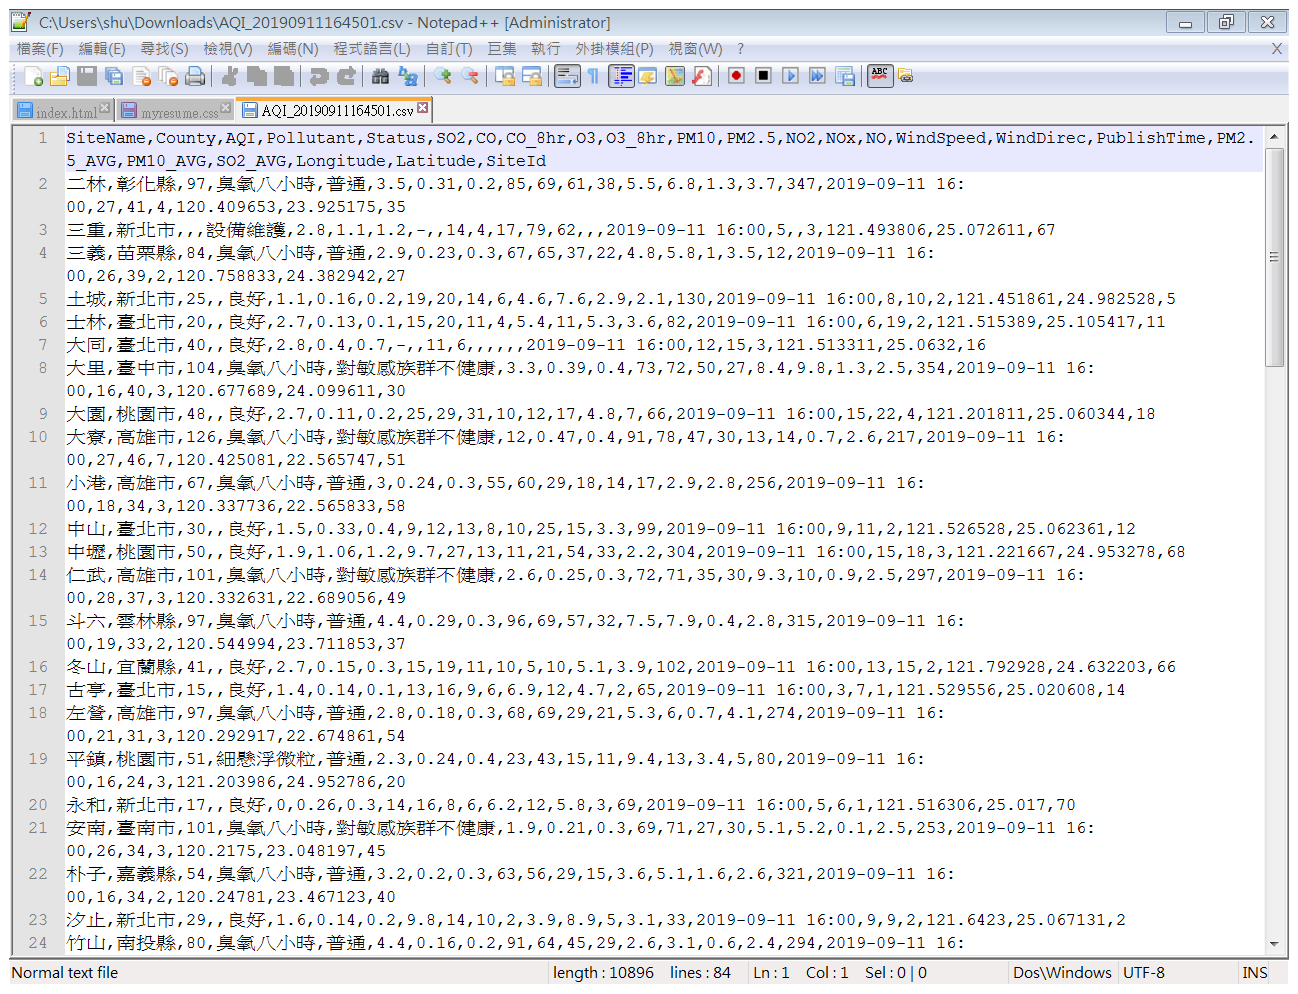 C:\Users\shu\Downloads\AQI_20190911164501.csv - Notepad++ [Administrator]
檔案(F) 編輯(E) 尋找(S) 檢視(V) 編碼(N) 程式語言(L) 自訂(T) 巨集 執行 外掛模組(P) 視窗(W) ? X
index.html myresume.css AQI_20190911164501.csv
1 SiteName,County,AQI,Pollutant,Status,SO2,CO,CO_8hr,O3,O3_8hr,PM10,PM2.5,NO2,NOx,NO,WindSpeed,WindDirec,PublishTime,PM2.
5_AVG,PM10_AVG,SO2_AVG,Longitude,Latitude,SiteId
2 二林,彰化縣,97,臭氧八小時,普通,3.5,0.31,0.2,85,69,61,38,5.5,6.8,1.3,3.7,347,2019-09-11 16:
00,27,41,4,120.409653,23.925175,35
3 三重,新北市,,,設備維護,2.8,1.1,1.2,-,,14,4,17,79,62,,,2019-09-11 16:00,5,,3,121.493806,25.072611,67
4 三義,苗栗縣,84,臭氧八小時,普通,2.9,0.23,0.3,67,65,37,22,4.8,5.8,1,3.5,12,2019-09-11 16:
00,26,39,2,120.758833,24.382942,27
5 土城,新北市,25,,良好,1.1,0.16,0.2,19,20,14,6,4.6,7.6,2.9,2.1,130,2019-09-11 16:00,8,10,2,121.451861,24.982528,5
6 士林,臺北市,20,,良好,2.7,0.13,0.1,15,20,11,4,5.4,11,5.3,3.6,82,2019-09-11 16:00,6,19,2,121.515389,25.105417,11
7 大同,臺北市,40,,良好,2.8,0.4,0.7,-,,11,6,,,,,,2019-09-11 16:00,12,15,3,121.513311,25.0632,16
8 大里,臺中市,104,臭氧八小時,對敏感族群不健康,3.3,0.39,0.4,73,72,50,27,8.4,9.8,1.3,2.5,354,2019-09-11 16:
00,16,40,3,120.677689,24.099611,30
9 大園,桃園市,48,,良好,2.7,0.11,0.2,25,29,31,10,12,17,4.8,7,66,2019-09-11 16:00,15,22,4,121.201811,25.060344,18
10 大寮,高雄市,126,臭氧八小時,對敏感族群不健康,12,0.47,0.4,91,78,47,30,13,14,0.7,2.6,217,2019-09-11 16:
00,27,46,7,120.425081,22.565747,51
11 小港,高雄市,67,臭氧八小時,普通,3,0.24,0.3,55,60,29,18,14,17,2.9,2.8,256,2019-09-11 16:
00,18,34,3,120.337736,22.565833,58
12 中山,臺北市,30,,良好,1.5,0.33,0.4,9,12,13,8,10,25,15,3.3,99,2019-09-11 16:00,9,11,2,121.526528,25.062361,12
13 中壢,桃園市,50,,良好,1.9,1.06,1.2,9.7,27,13,11,21,54,33,2.2,304,2019-09-11 16:00,15,18,3,121.221667,24.953278,68
14 仁武,高雄市,101,臭氧八小時,對敏感族群不健康,2.6,0.25,0.3,72,71,35,30,9.3,10,0.9,2.5,297,2019-09-11 16:
00,28,37,3,120.332631,22.689056,49
15 斗六,雲林縣,97,臭氧八小時,普通,4.4,0.29,0.3,96,69,57,32,7.5,7.9,0.4,2.8,315,2019-09-11 16:
00,19,33,2,120.544994,23.711853,37
16 冬山,宜蘭縣,41,,良好,2.7,0.15,0.3,15,19,11,10,5,10,5.1,3.9,102,2019-09-11 16:00,13,15,2,121.792928,24.632203,66
17 古亭,臺北市,15,,良好,1.4,0.14,0.1,13,16,9,6,6.9,12,4.7,2,65,2019-09-11 16:00,3,7,1,121.529556,25.020608,14
18 左營,高雄市,97,臭氧八小時,普通,2.8,0.18,0.3,68,69,29,21,5.3,6,0.7,4.1,274,2019-09-11 16:
00,21,31,3,120.292917,22.674861,54
19 平鎮,桃園市,51,細懸浮微粒,普通,2.3,0.24,0.4,23,43,15,11,9.4,13,3.4,5,80,2019-09-11 16:
00,16,24,3,121.203986,24.952786,20
20 永和,新北市,17,,良好,0,0.26,0.3,14,16,8,6,6.2,12,5.8,3,69,2019-09-11 16:00,5,6,1,121.516306,25.017,70
21 安南,臺南市,101,臭氧八小時,對敏感族群不健康,1.9,0.21,0.3,69,71,27,30,5.1,5.2,0.1,2.5,253,2019-09-11 16:
00,26,34,3,120.2175,23.048197,45
22 朴子,嘉義縣,54,臭氧八小時,普通,3.2,0.2,0.3,63,56,29,15,3.6,5.1,1.6,2.6,321,2019-09-11 16:
00,16,34,2,120.24781,23.467123,40
23 汐止,新北市,29,,良好,1.6,0.14,0.2,9.8,14,10,2,3.9,8.9,5,3.1,33,2019-09-11 16:00,9,9,2,121.6423,25.067131,2
24 竹山,南投縣,80,臭氧八小時,普通,4.4,0.16,0.2,91,64,45,29,2.6,3.1,0.6,2.4,294,2019-09-11 16:
Normal text file length : 10896 lines : 84 Ln : 1 Col : 1 Sel : 0 | 0 Dos\Windows UTF-8 INS